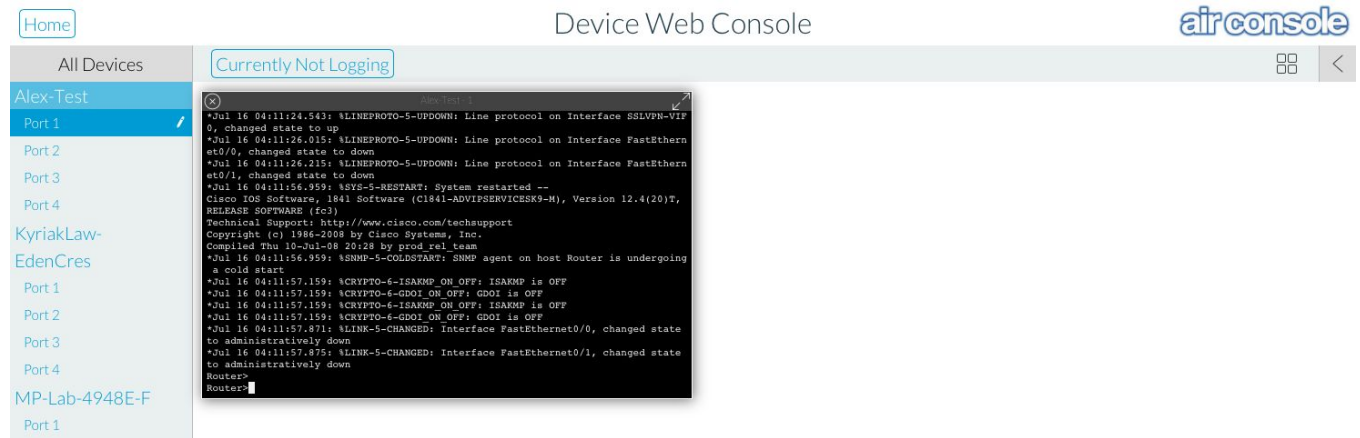 Home
Device Web Console
airconsole
All Devices
Currently Not Logging
Alex-Test
Port 1
Port 2
Port 3
Port 4
KyriakLaw-
EdenCres
Port 1
Port 2
Port 3
Port 4
MP-Lab-4948E-F
Port 1
Alex-Test - 1
*Jul 16 04:11:24.543: %LINEPROTO-5-UPDOWN: Line protocol on Interface SSLVPN-VIF
0, changed state to up
*Jul 16 04:11:26.015: %LINEPROTO-5-UPDOWN: Line protocol on Interface FastEthern
et0/0, changed state to down
*Jul 16 04:11:26.215: %LINEPROTO-5-UPDOWN: Line protocol on Interface FastEthern
et0/1, changed state to down
*Jul 16 04:11:56.959: %SYS-5-RESTART: System restarted --
Cisco IOS Software, 1841 Software (C1841-ADVIPSERVICESK9-M), Version 12.4(20)T,
RELEASE SOFTWARE (fc3)
Technical Support: http://www.cisco.com/techsupport
Copyright (c) 1986-2008 by Cisco Systems, Inc.
Compiled Thu 10-Jul-08 20:28 by prod_rel_team
*Jul 16 04:11:56.959: %SNMP-5-COLDSTART: SNMP agent on host Router is undergoing
a cold start
*Jul 16 04:11:57.159: %CRYPTO-6-ISAKMP_ON_OFF: ISAKMP is OFF
*Jul 16 04:11:57.159: %CRYPTO-6-GDOI_ON_OFF: GDOI is OFF
*Jul 16 04:11:57.159: %CRYPTO-6-ISAKMP_ON_OFF: ISAKMP is OFF
*Jul 16 04:11:57.159: %CRYPTO-6-GDOI_ON_OFF: GDOI is OFF
*Jul 16 04:11:57.871: %LINK-5-CHANGED: Interface FastEthernet0/0, changed state
to administratively down
*Jul 16 04:11:57.875: %LINK-5-CHANGED: Interface FastEthernet0/1, changed state
to administratively down
Router>
Router>